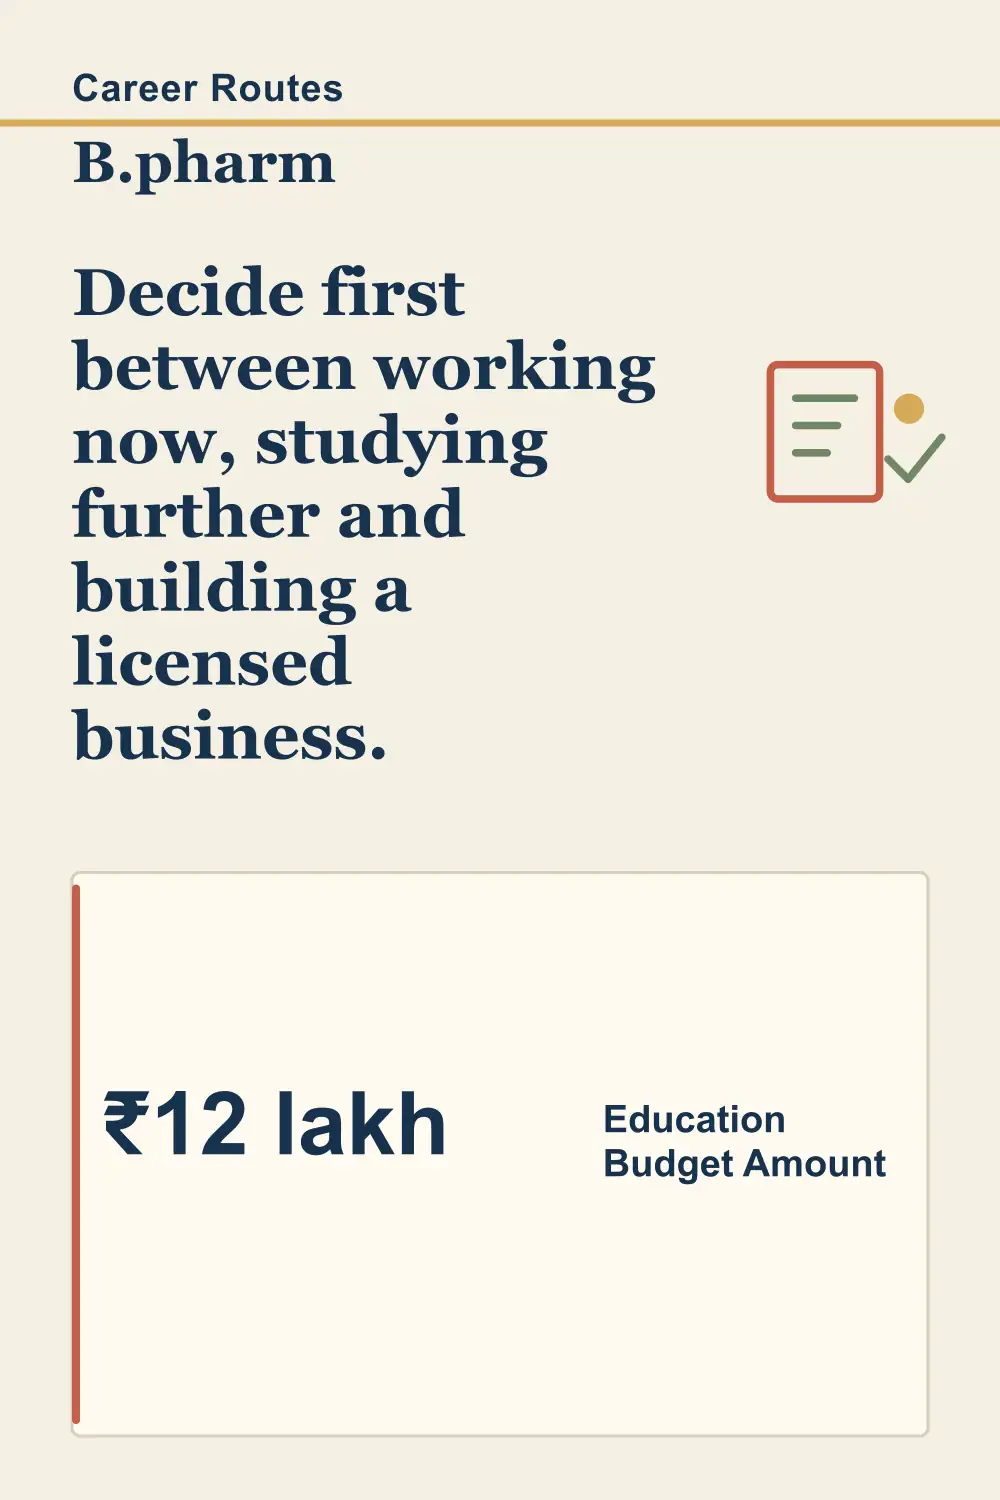 Career Routes
B.pharm
Decide first
between working
now, studying
further and
building a
licensed
business.
₹12 lakh
Education
Budget Amount